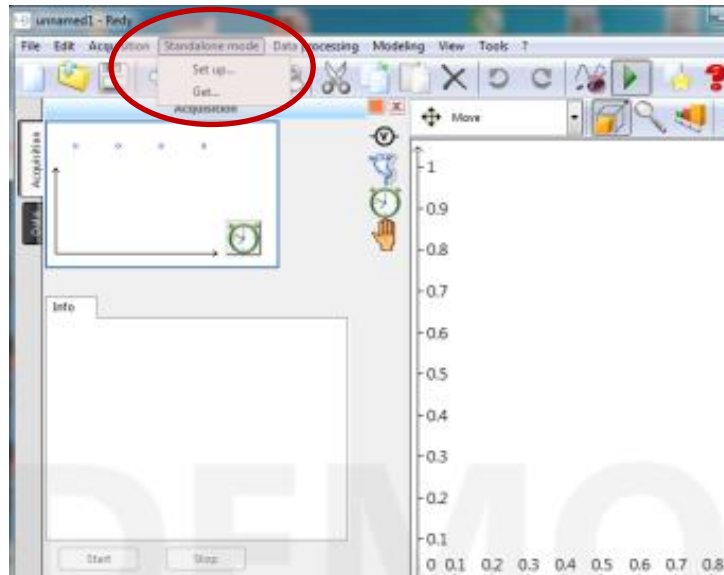 unnamed1 - Redy
File Edit Acquisition Standalone mode Data processing Modeling View Tools ?
Set up...
Get...
Acquisition
Move
Acquisition
Data
Info
Start Stop
1
0.9
0.8
0.7
0.6
0.5
0.4
0.3
0.2
0.1
0 0.1 0.2 0.3 0.4 0.5 0.6 0.7 0.8
DEMO